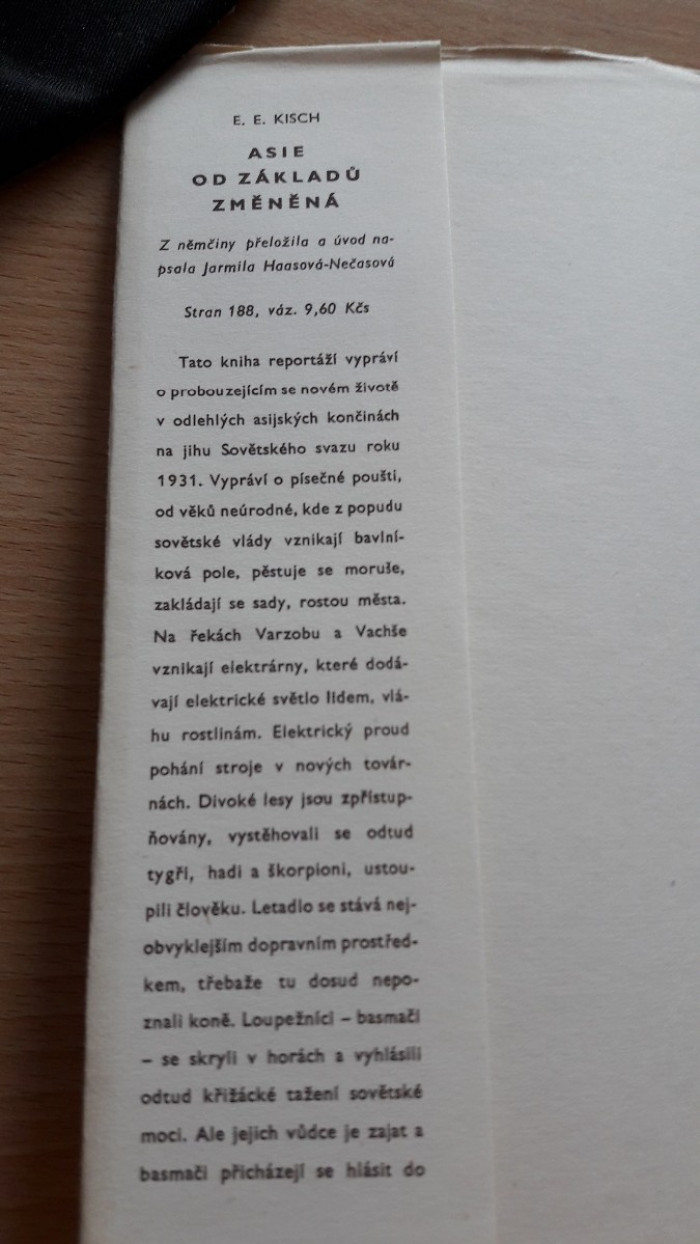 E. E. KISCH
ASIE
OD ZÁKLADŮ
ZMĚNĚNÁ
Z němčiny přeložila a úvod na-
psala Jarmila Haasová-Nečasová
Stran 188, váz. 9,60 Kčs
Tato kniha reportáží vypráví
o probouzejícím se novém životě
v odlehlých asijských končinách
na jihu Sovětského svazu roku
1931. Vypráví o písečné poušti,
od věků neúrodné, kde z popudu
sovětské vlády vznikají bavlní-
ková pole, pěstuje se moruše,
zakládají se sady, rostou města.
Na řekách Varzobu a Vachše
vznikají elektrárny, které dodá-
vají elektrické světlo lidem, vlá-
hu rostlinám. Elektrický proud
pohání stroje v nových továr-
nách. Divoké lesy jsou zpřístup-
ňovány, vystěhovali se odtud
tygři, hadi a škorpioni, ustou-
pili člověku. Letadlo se stává nej-
obvyklejším dopravním prostřed-
kem, třebaže tu dosud nepo-
znali koně. Loupežníci – basmači
– se skryli v horách a vyhlásili
odtud křižácké tažení sovětské
moci. Ale jejich vůdce je zajat a
basmači přicházejí se hlásit do